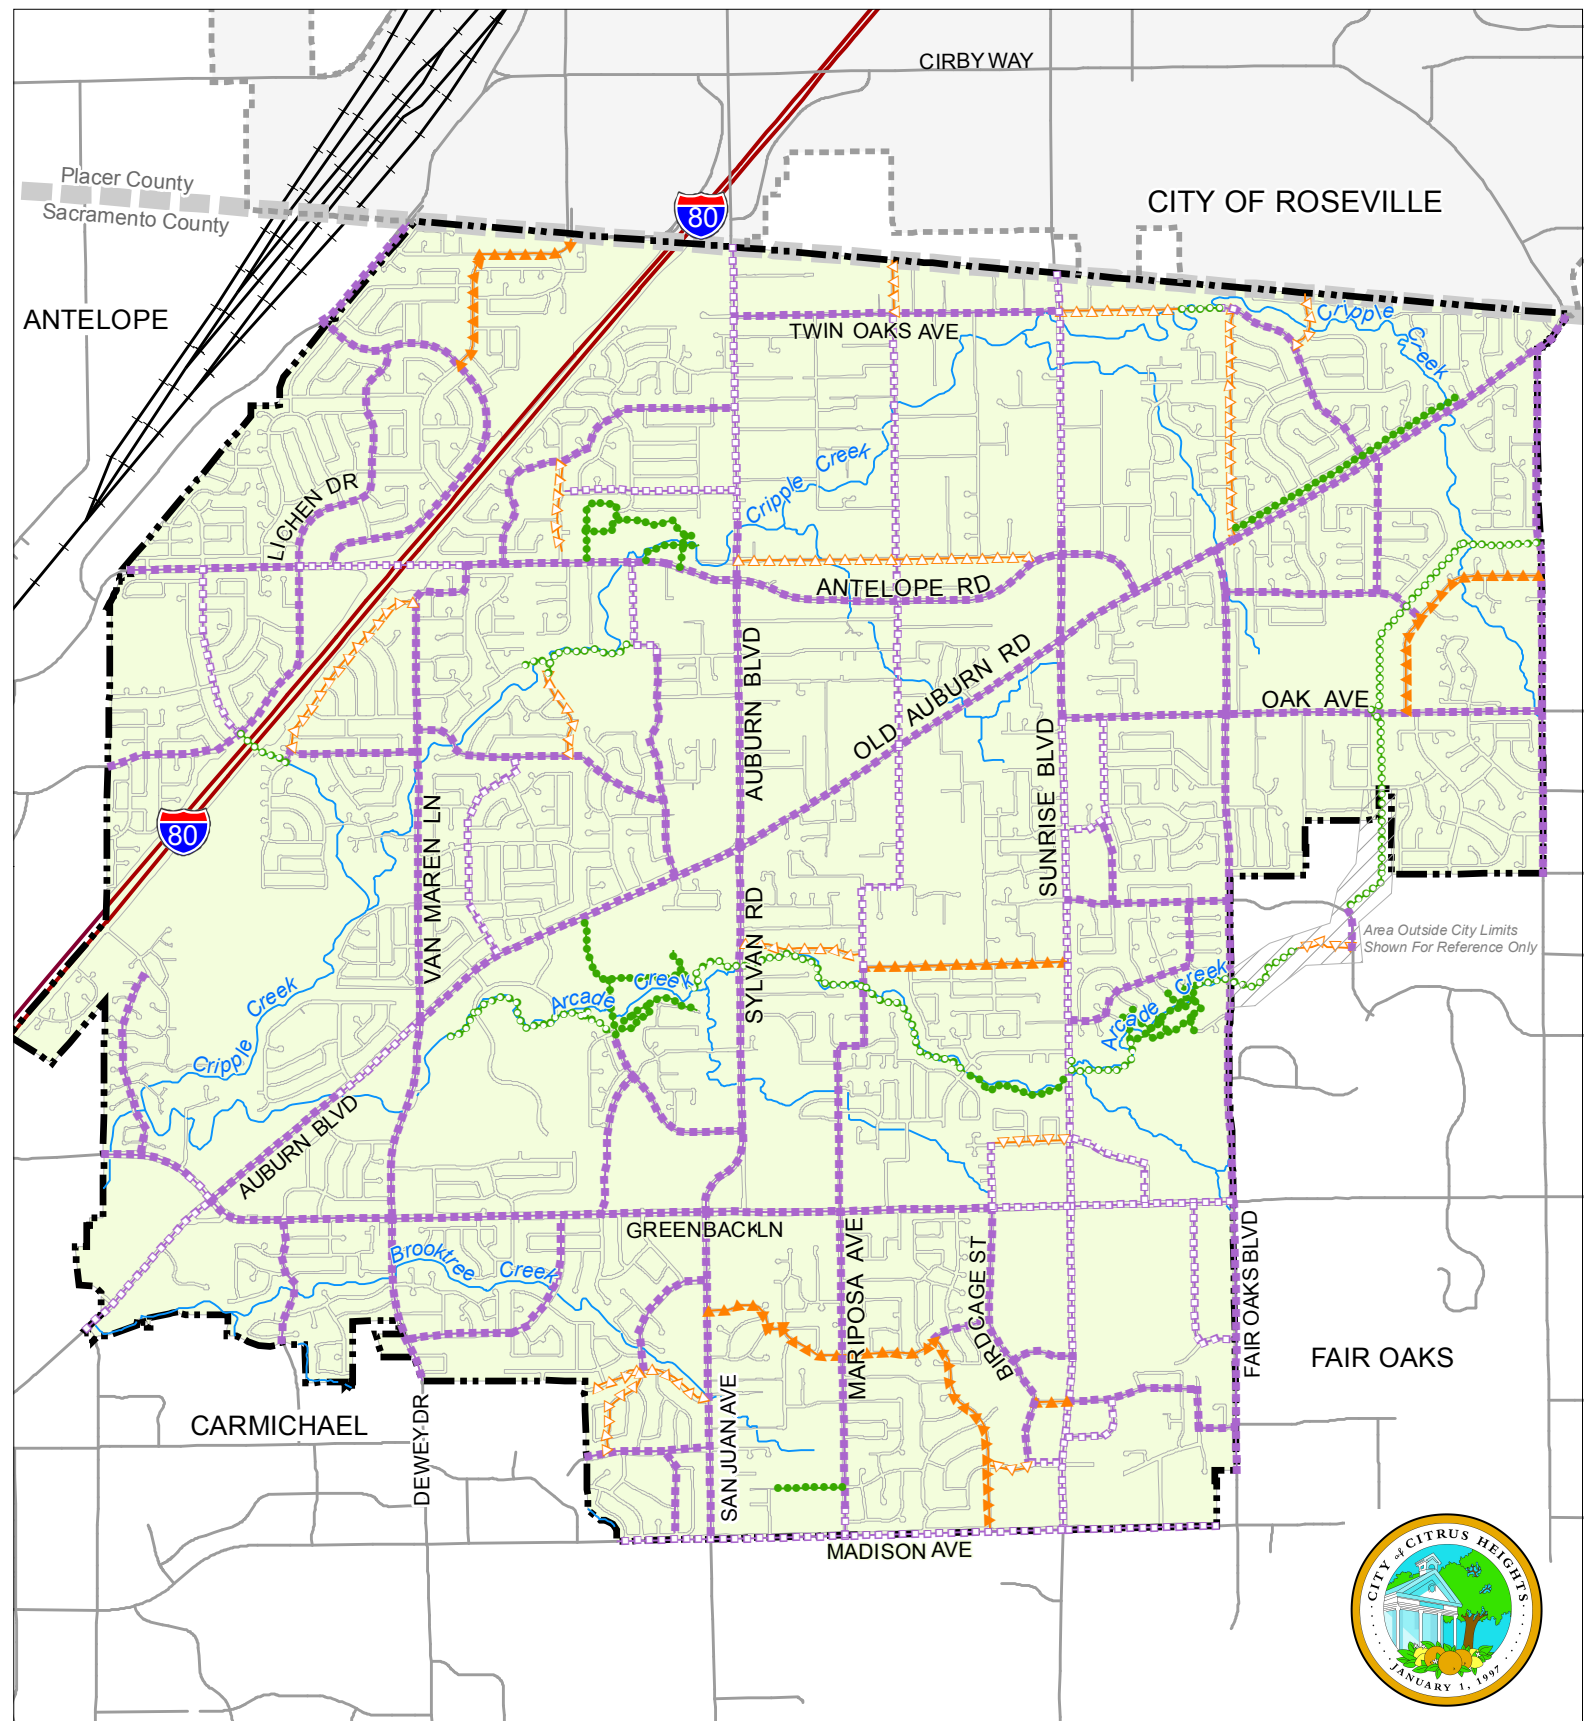 CIRBY WAY
Placer County
Sacramento County
80
CITY OF ROSEVILLE
ANTELOPE
TWIN OAKS AVE
Cripple
Creek
LICHEN DR
Cripple Creek
ANTELOPE RD
AUBURN BLVD
OLD AUBURN RD
OAK AVE
SUNRISE BLVD
80
VAN MAREN LN
SYLVAN RD
Area Outside City Limits
Shown For Reference Only
Arcade Creek
Arcade Creek
Cripple Creek
AUBURN BLVD
GREENBACK LN
Brooktree Creek
MARIPOSA AVE
BIRDCAGE ST
FAIR OAKS BLVD
FAIR OAKS
SAN JUAN AVE
CARMICHAEL
DEWEY DR
MADISON AVE
CITY of CITRUS HEIGHTS
JANUARY 1, 1997